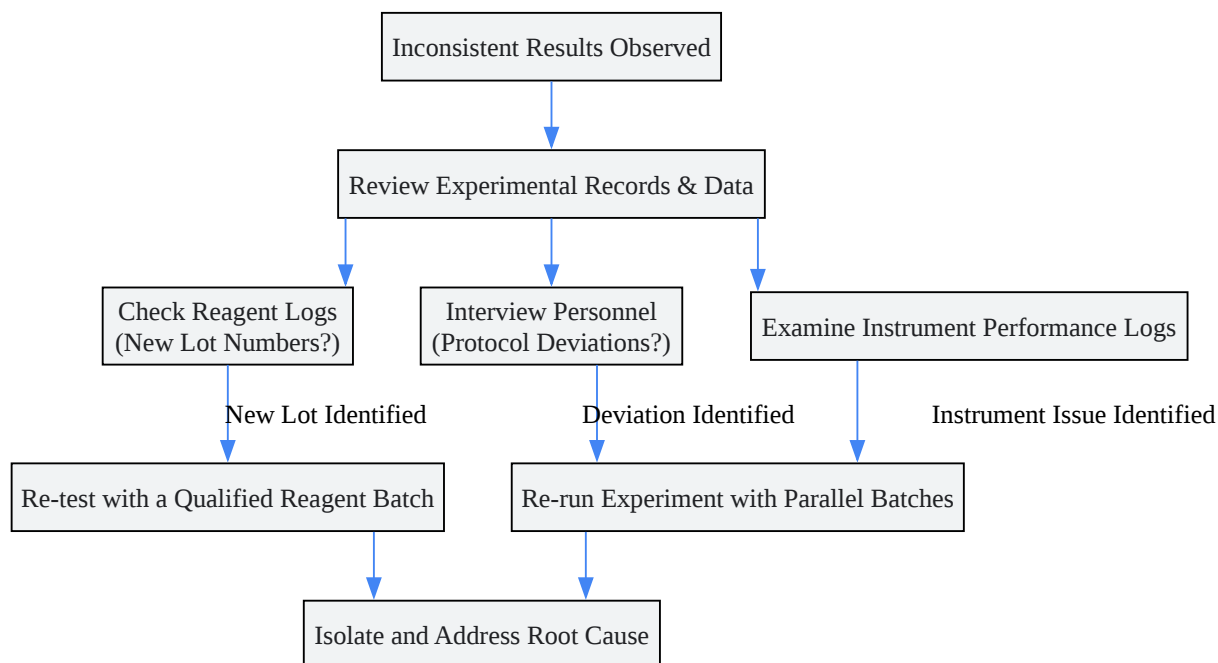 Inconsistent Results Observed
Review Experimental Records & Data
Check Reagent Logs
(New Lot Numbers?)
Interview Personnel
(Protocol Deviations?)
Examine Instrument Performance Logs
New Lot Identified
Deviation Identified
Instrument Issue Identified
Re-test with a Qualified Reagent Batch
Re-run Experiment with Parallel Batches
Isolate and Address Root Cause